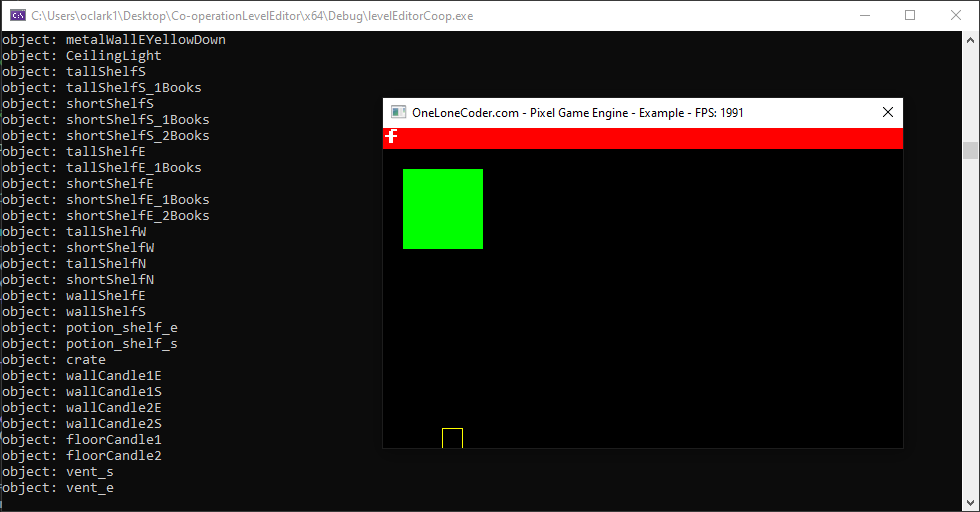 C:\Users\oclark1\Desktop\Co-operationLevelEditor\x64\Debug\levelEditorCoop.exe
object: metalWallEYellowDown
object: CeilingLight
object: tallShelfS
object: tallShelfS_1Books
object: shortShelfS
object: shortShelfS_1Books
object: shortShelfS_2Books
object: tallShelfE
object: tallShelfE_1Books
object: shortShelfE
object: shortShelfE_1Books
object: shortShelfE_2Books
object: tallShelfW
object: shortShelfW
object: tallShelfN
object: shortShelfN
object: wallShelfE
object: wallShelfS
object: potion_shelf_e
object: potion_shelf_s
object: crate
object: wallCandle1E
object: wallCandle1S
object: wallCandle2E
object: wallCandle2S
object: floorCandle1
object: floorCandle2
object: vent_s
object: vent_e
OneLoneCoder.com - Pixel Game Engine - Example - FPS: 1991
f